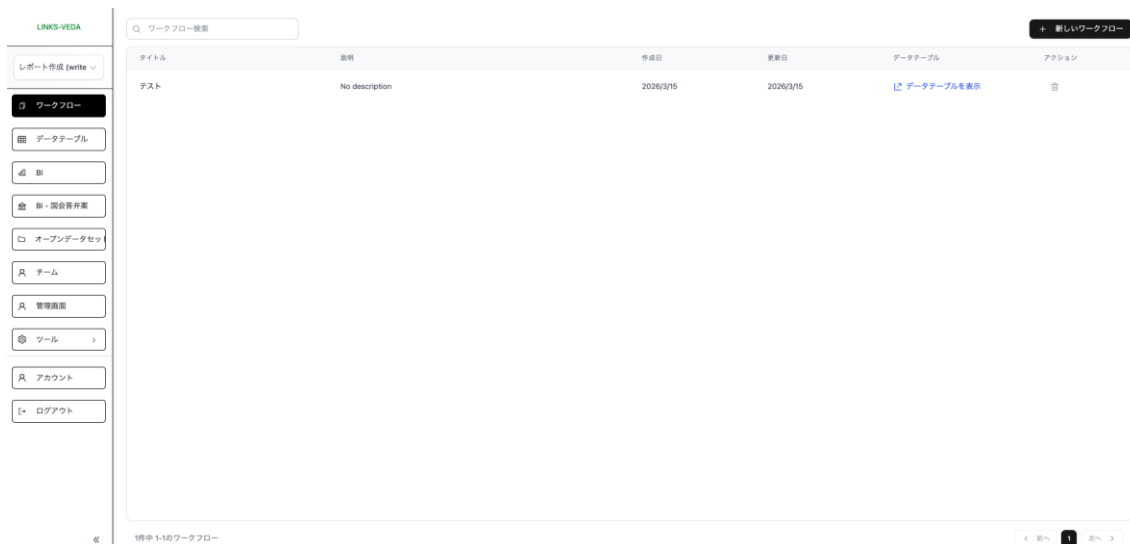 LINKS-VEDA
レポート作成 (write
ワークフロー
データテーブル
BI
BI - 国会答弁案
オープンデータセット
チーム
管理画面
ツール
アカウント
ログアウト
ワークフロー検索
+ 新しいワークフロー
タイトル 説明 作成日 更新日 データテーブル アクション
テスト No description 2026/3/15 2026/3/15 データテーブルを表示
1件中 1-1のワークフロー
前へ 1 次へ